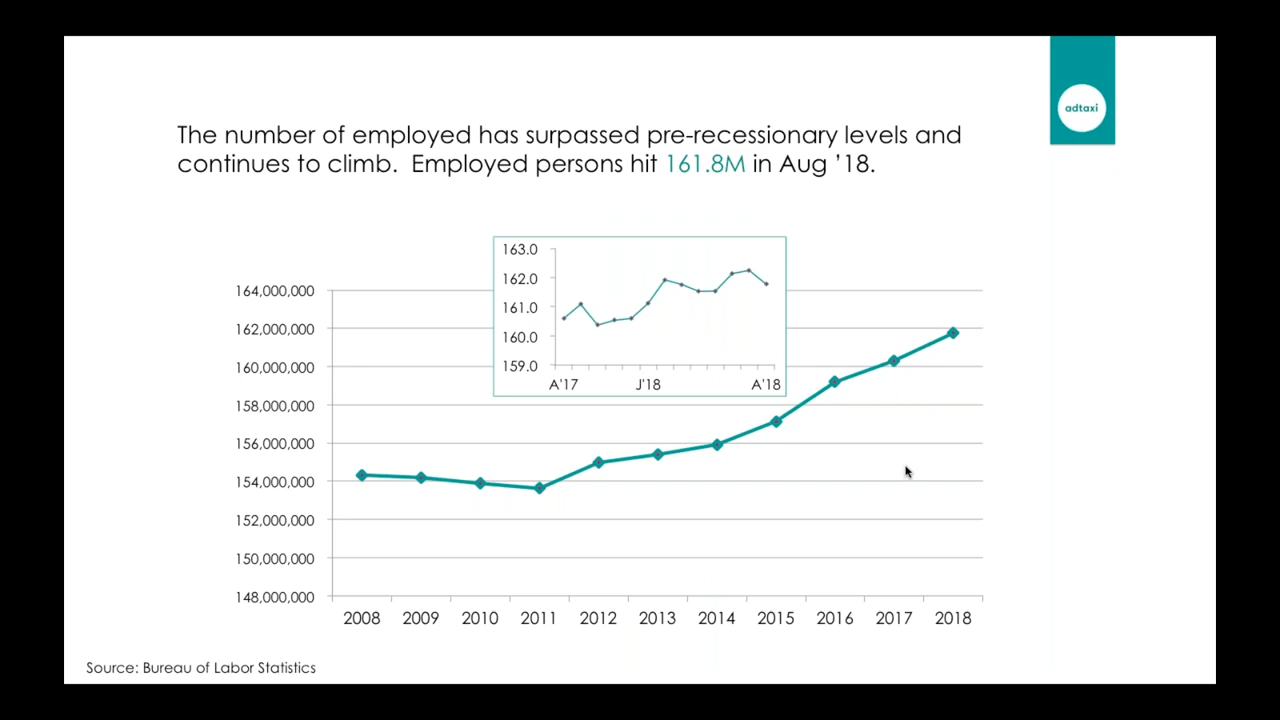 adtaxi
The number of employed has surpassed pre-recessionary levels and
continues to climb.  Employed persons hit 161.8M in Aug ’18.
163.0
162.0
161.0
160.0
159.0
A'17 J'18 A'18
164,000,000
162,000,000
160,000,000
158,000,000
156,000,000
154,000,000
152,000,000
150,000,000
148,000,000
2008 2009 2010 2011 2012 2013 2014 2015 2016 2017 2018
Source: Bureau of Labor Statistics